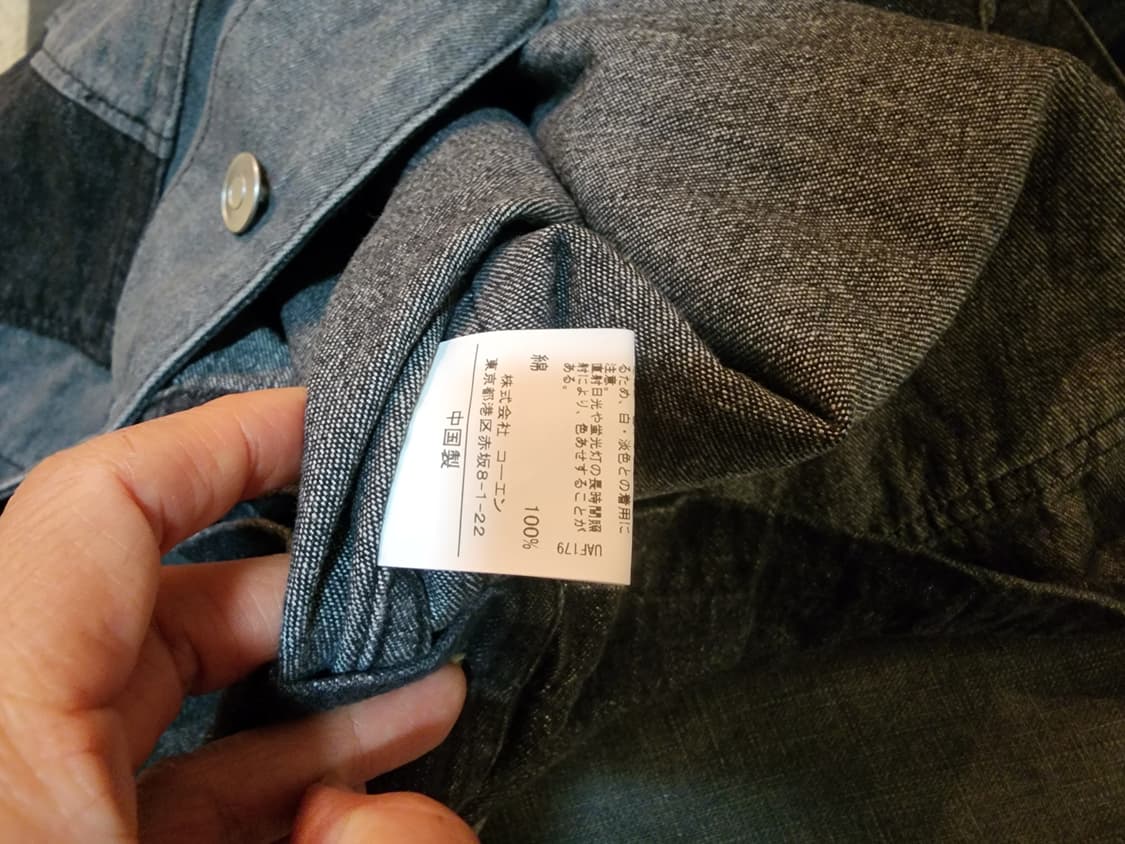 るため、白・淡色との着用に
注意。
直射日光や蛍光灯の長時間照
射により、色あせすることが
ある。
UAF179
綿 100%
株式会社 コーエン
東京都港区赤坂8-1-22
中国製